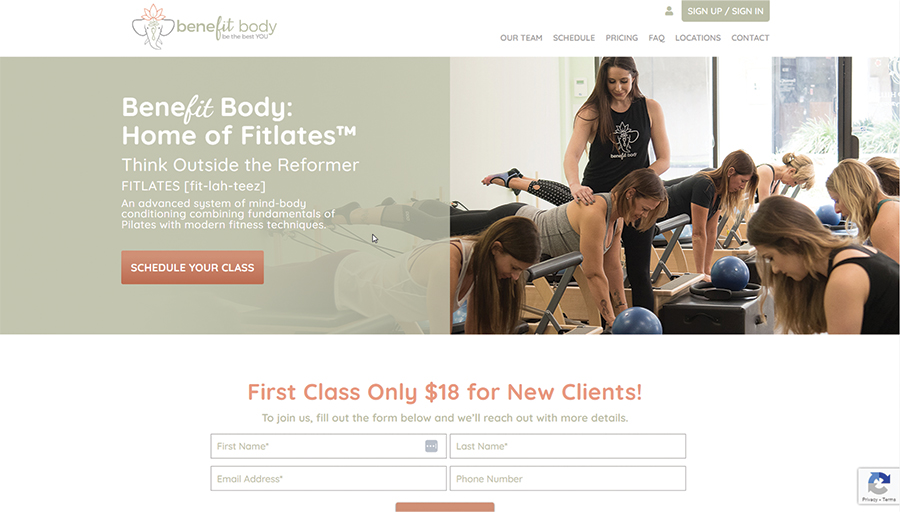 benefit body
be the best YOU
SIGN UP / SIGN IN
OUR TEAM SCHEDULE PRICING FAQ LOCATIONS CONTACT
Benefit Body:
Home of Fitlates™
Think Outside the Reformer
FITLATES [fit-lah-teez]
An advanced system of mind-body
conditioning combining fundamentals of
Pilates with modern fitness techniques.
SCHEDULE YOUR CLASS
benefit body
First Class Only $18 for New Clients!
To join us, fill out the form below and we'll reach out with more details.
First Name* Last Name*
Email Address* Phone Number
Privacy - Terms